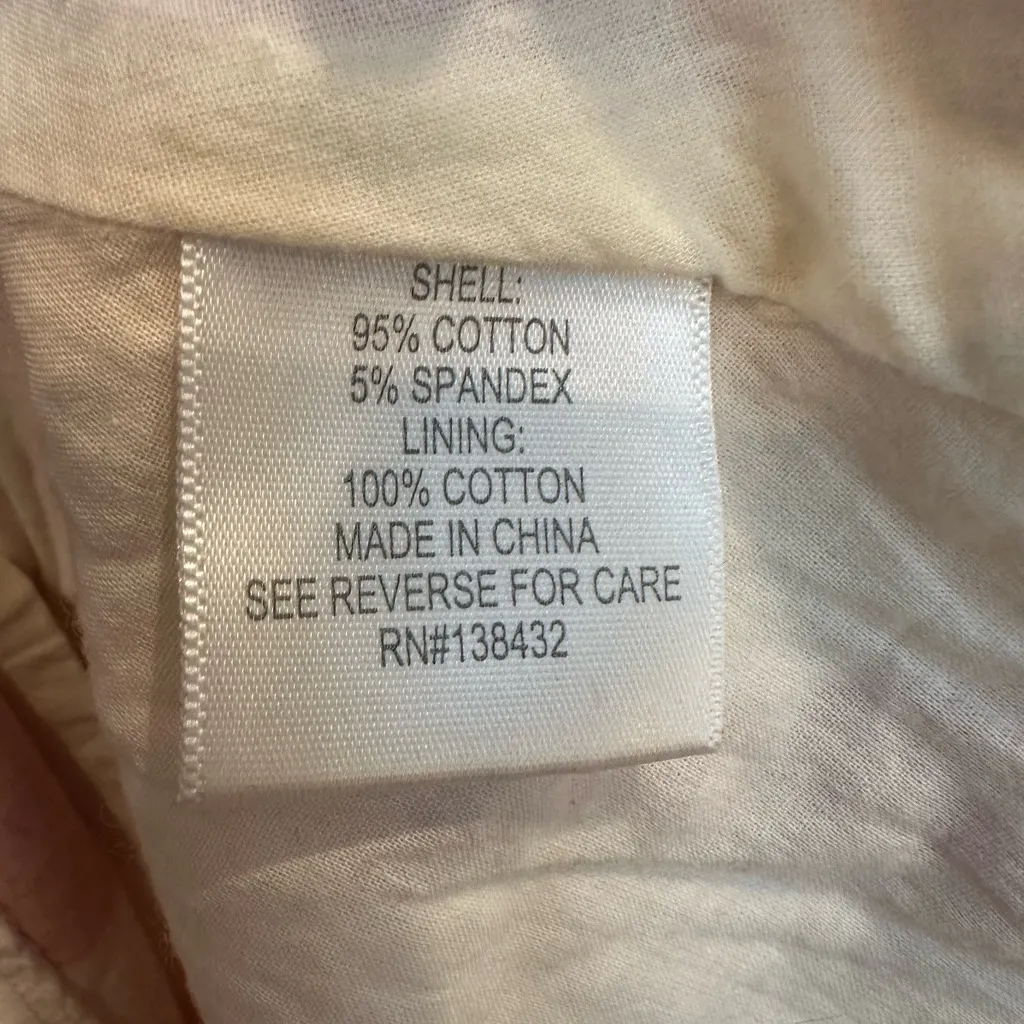 SHELL:
95% COTTON
5% SPANDEX
LINING:
100% COTTON
MADE IN CHINA
SEE REVERSE FOR CARE
RN#138432